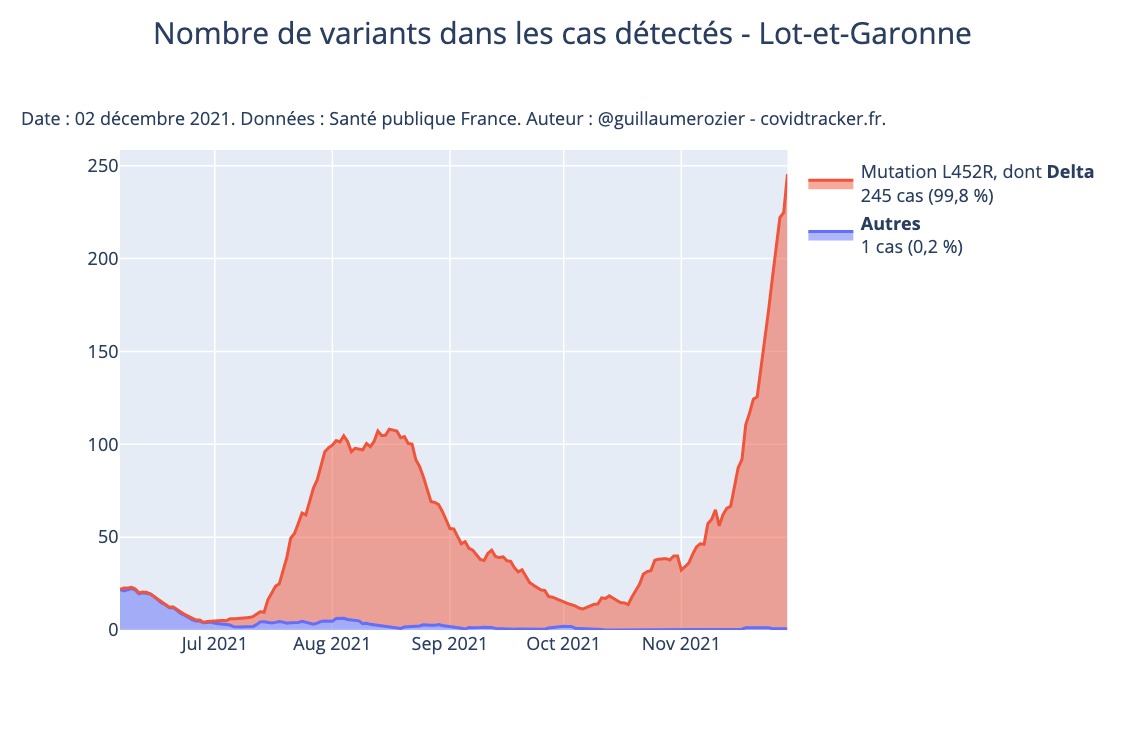 Nombre de variants dans les cas détectés - Lot-et-Garonne
Date : 02 décembre 2021. Données : Santé publique France. Auteur : @guillaumerozier - covidtracker.fr.
250
200
150
100
50
0
Jul 2021 Aug 2021 Sep 2021 Oct 2021 Nov 2021
Mutation L452R, dont Delta
245 cas (99,8 %)
Autres
1 cas (0,2 %)